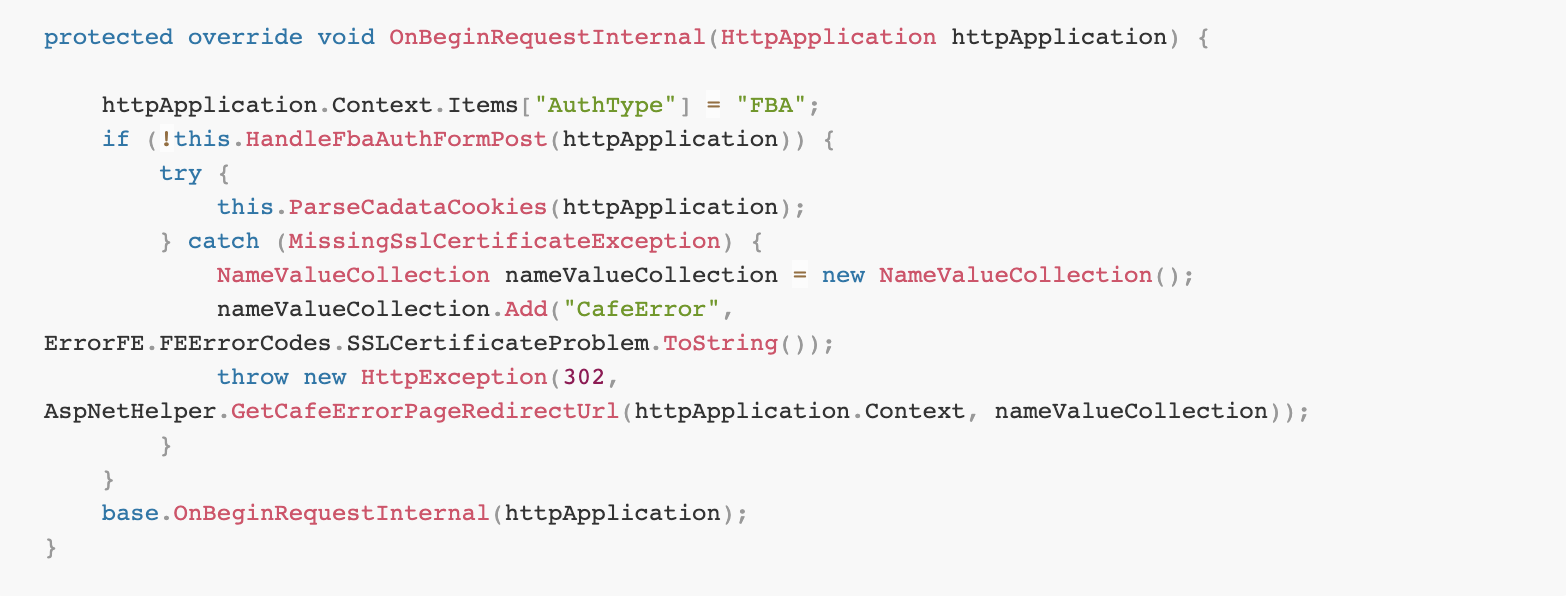 protected override void OnBeginRequestInternal(HttpApplication httpApplication) {
httpApplication.Context.Items["AuthType"] = "FBA";
if (!this.HandleFbaAuthFormPost(httpApplication)) {
try {
this.ParseCadataCookies(httpApplication);
} catch (MissingSslCertificateException) {
NameValueCollection nameValueCollection = new NameValueCollection();
nameValueCollection.Add("CafeError",
ErrorFE.FEErrorCodes.SSLCertificateProblem.ToString());
throw new HttpException(302,
AspNetHelper.GetCafeErrorPageRedirectUrl(httpApplication.Context, nameValueCollection));
}
}
base.OnBeginRequestInternal(httpApplication);
}